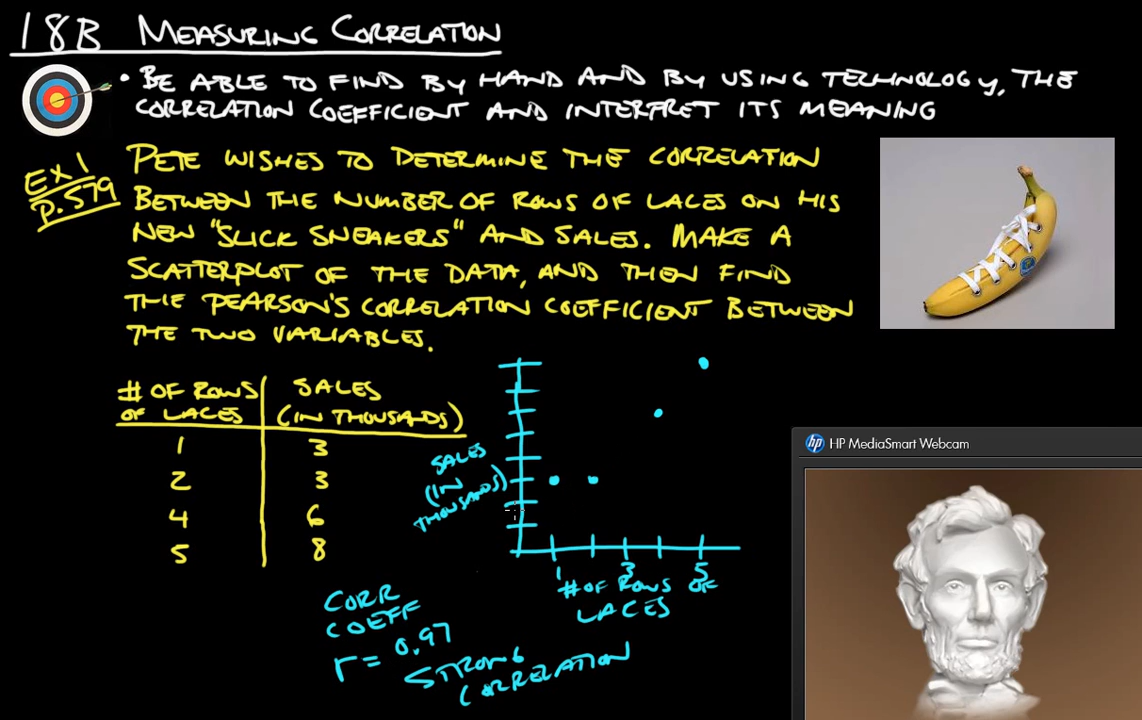 18B MEASURING CORRELATION
• BE ABLE TO FIND BY HAND AND BY USING TECHNOLOGY, THE
CORRELATION COEFFICIENT AND INTERPRET ITS MEANING
EX 1
P.579
PETE WISHES TO DETERMINE THE CORRELATION
BETWEEN THE NUMBER OF ROWS OF LACES ON HIS
NEW "SLICK SNEAKERS" AND SALES. MAKE A
SCATTERPLOT OF THE DATA, AND THEN FIND
THE PEARSON'S CORRELATION COEFFICIENT BETWEEN
THE TWO VARIABLES.
# OF ROWS OF LACES
SALES (IN THOUSANDS)
1 3
2 3
4 6
5 8
SALES
(IN
THOUSANDS)
1 3 5
# OF ROWS OF
LACES
CORR
COEFF
r = 0.97
STRONG
CORRELATION
hp HP MediaSmart Webcam